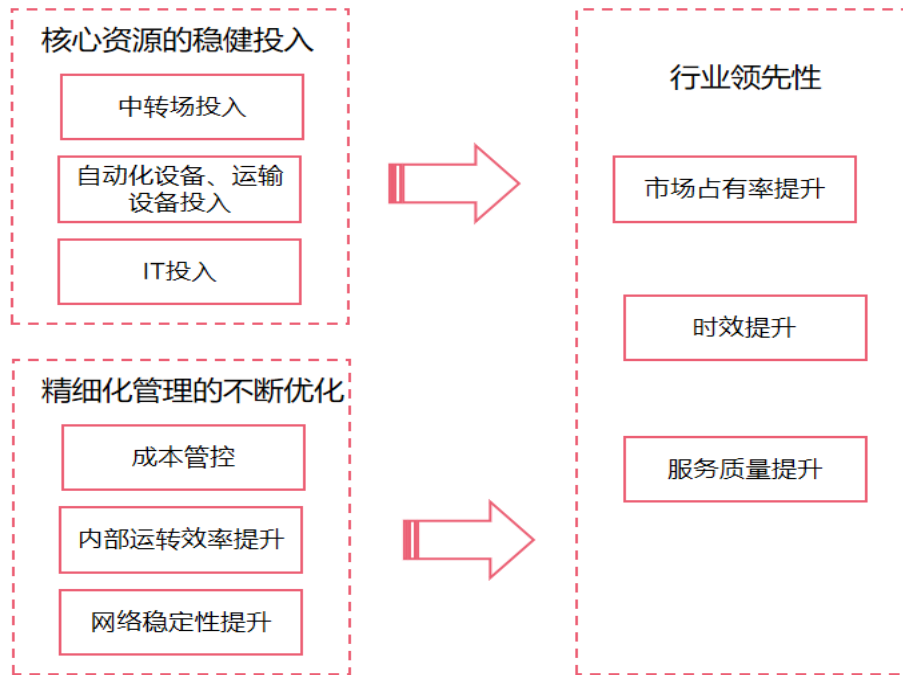 核心资源的稳健投入
中转场投入
自动化设备、运输
设备投入
IT投入
精细化管理的不断优化
成本管控
内部运转效率提升
网络稳定性提升
行业领先性
市场占有率提升
时效提升
服务质量提升